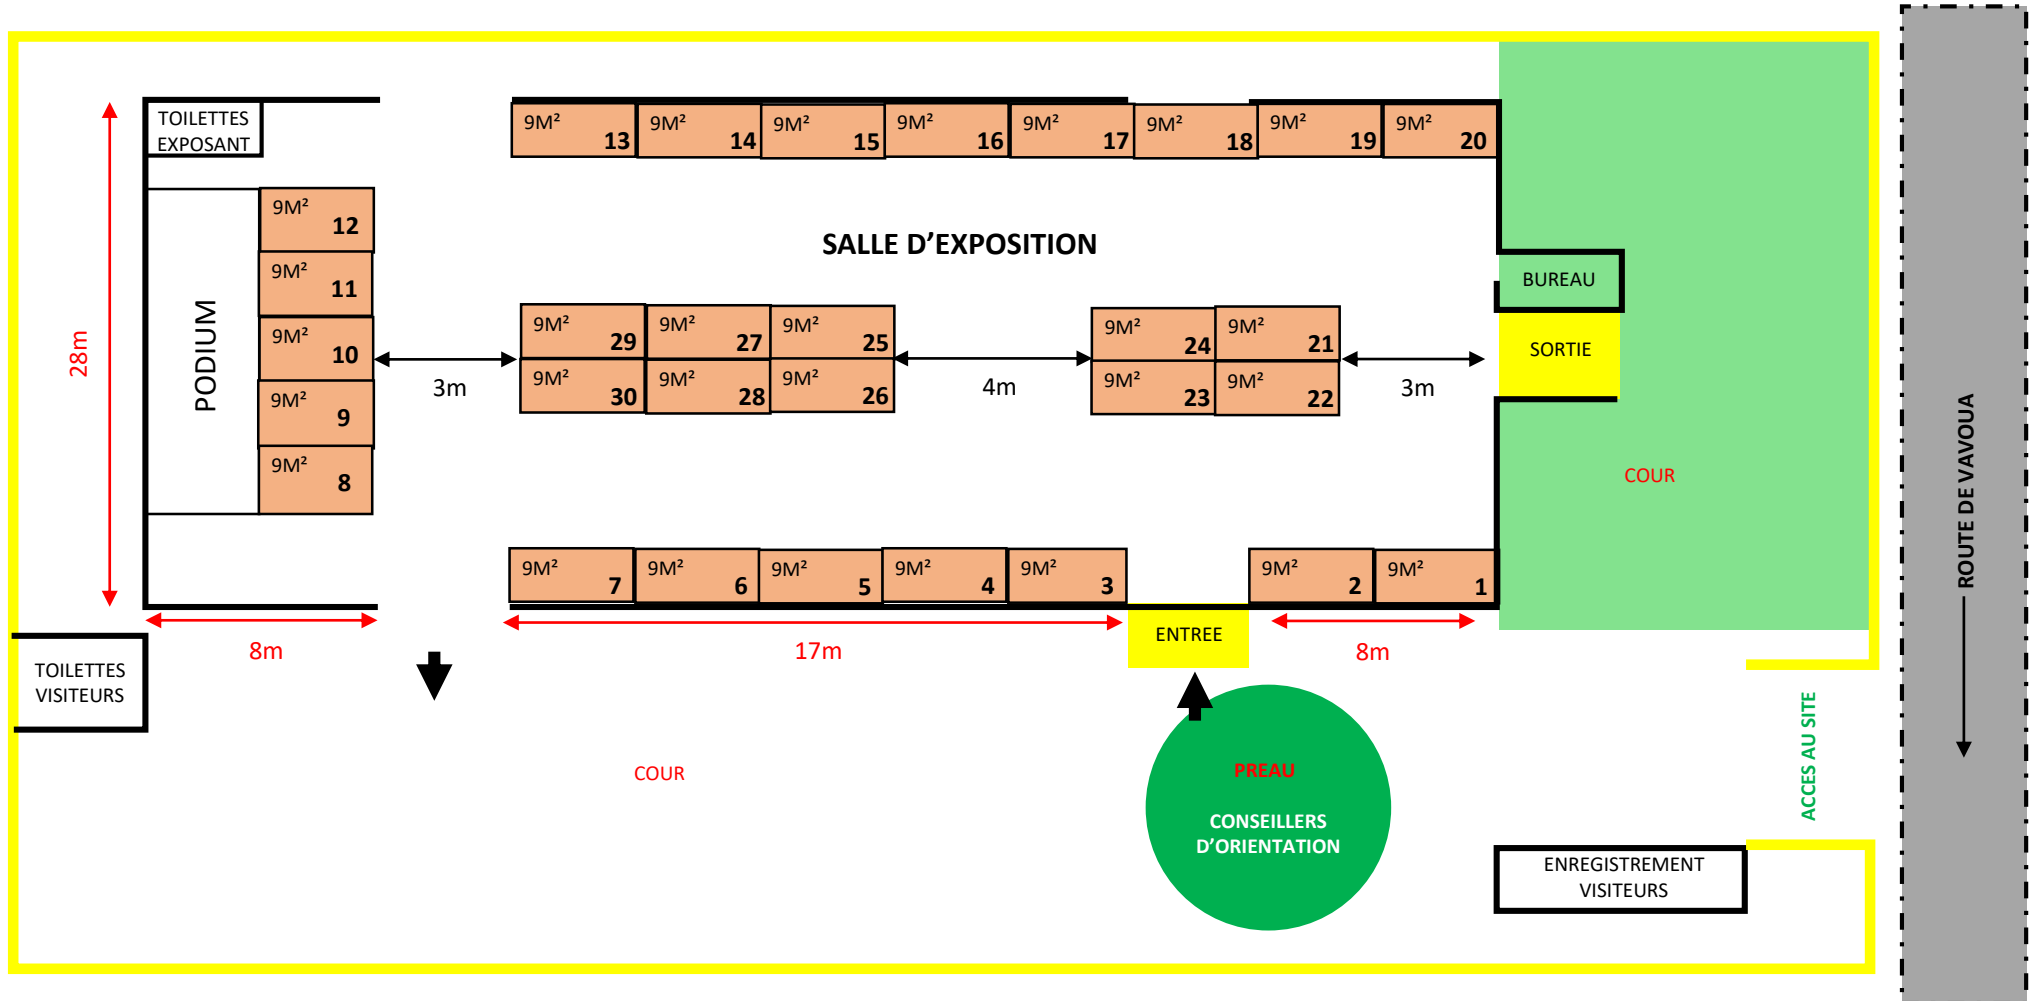 TOILETTES
EXPOSANT
9M² 13
9M² 14
9M² 15
9M² 16
9M² 17
9M² 18
9M² 19
9M² 20
9M² 12
9M² 11
9M² 10
9M² 9
9M² 8
PODIUM
28m
SALLE D’EXPOSITION
BUREAU
SORTIE
9M² 29
9M² 27
9M² 25
9M² 24
9M² 21
9M² 30
9M² 28
9M² 26
9M² 23
9M² 22
3m
4m
3m
COUR
ROUTE DE VAVOUA
9M² 7
9M² 6
9M² 5
9M² 4
9M² 3
9M² 2
9M² 1
8m
17m
ENTREE
8m
TOILETTES
VISITEURS
COUR
PREAU
CONSEILLERS
D’ORIENTATION
ACCES AU SITE
ENREGISTREMENT
VISITEURS